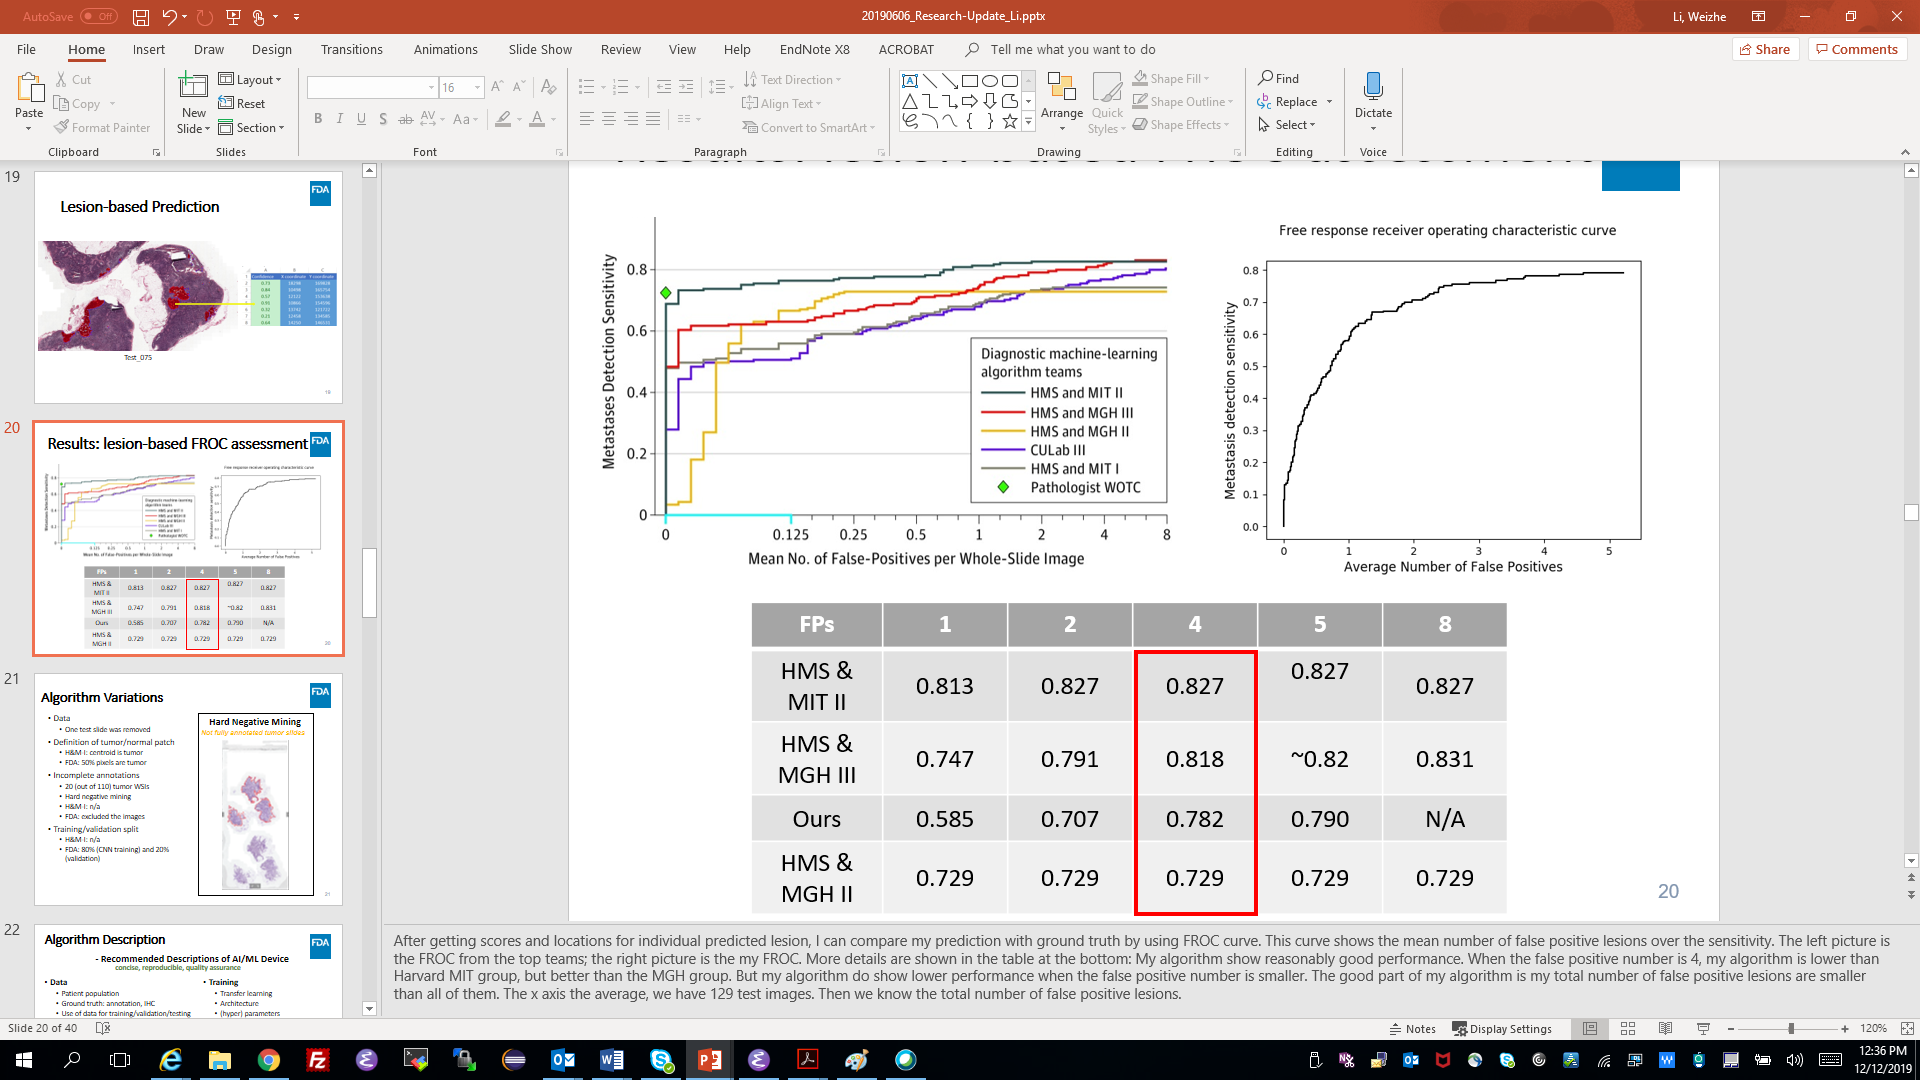 AutoSave Off
20190606_Research-Update_Li.pptx
Li, Weizhe
File Home Insert Draw Design Transitions Animations Slide Show Review View Help EndNote X8 ACROBAT Tell me what you want to do
Share Comments
Paste
Cut
Copy
Format Painter
Clipboard
New
Slide
Layout
Reset
Section
Slides
16
Font
Text Direction
Align Text
Convert to SmartArt
Paragraph
Arrange
Quick
Styles
Shape Fill
Shape Outline
Shape Effects
Drawing
Find
Replace
Select
Editing
Dictate
Voice
19
Lesion-based Prediction
FDA
Test_075
19
20
Results: lesion-based FROC assessment
FDA
21
Algorithm Variations
FDA
• Data
• One test slide was removed
• Definition of tumor/normal patch
• H&M-I: centroid is tumor
• FDA: 50% pixels are tumor
• Incomplete annotations
• 20 (out of 110) tumor WSIs
• Hard negative mining
• H&M-I: n/a
• FDA: excluded the images
• Training/validation split
• H&M-I: n/a
• FDA: 80% (CNN training) and 20%
(validation)
Hard Negative Mining
Not fully annotated tumor slides
21
22
Algorithm Description
FDA
- Recommended Descriptions of AI/ML Device
concise, reproducible, quality assurance
• Data
• Patient population
• Ground truth: annotation, IHC
• Use of data for training/validation/testing
• Training
• Transfer learning
• Architecture
• (hyper) parameters
Metastases Detection Sensitivity
0.8
0.6
0.4
0.2
0
0 0.125 0.25 0.5 1 2 4 8
Mean No. of False-Positives per Whole-Slide Image
Diagnostic machine-learning
algorithm teams
HMS and MIT II
HMS and MGH III
HMS and MGH II
CULab III
HMS and MIT I
Pathologist WOTC
Free response receiver operating characteristic curve
Metastasis detection sensitivity
0.8
0.7
0.6
0.5
0.4
0.3
0.2
0.1
0.0
0 1 2 3 4 5
Average Number of False Positives
FPs 1 2 4 5 8
HMS &
MIT II 0.813 0.827 0.827 0.827 0.827
HMS &
MGH III 0.747 0.791 0.818 ~0.82 0.831
Ours 0.585 0.707 0.782 0.790 N/A
HMS &
MGH II 0.729 0.729 0.729 0.729 0.729
20
After getting scores and locations for individual predicted lesion, I can compare my prediction with ground truth by using FROC curve. This curve shows the mean number of false positive lesions over the sensitivity. The left picture is
the FROC from the top teams; the right picture is the my FROC. More details are shown in the table at the bottom: My algorithm show reasonably good performance. When the false positive number is 4, my algorithm is lower than
Harvard MIT group, but better than the MGH group. But my algorithm do show lower performance when the false positive number is smaller. The good part of my algorithm is my total number of false positive lesions are smaller
than all of them. The x axis the average, we have 129 test images. Then we know the total number of false positive lesions.
Slide 20 of 40
Notes Display Settings 120%
12:36 PM
12/12/2019